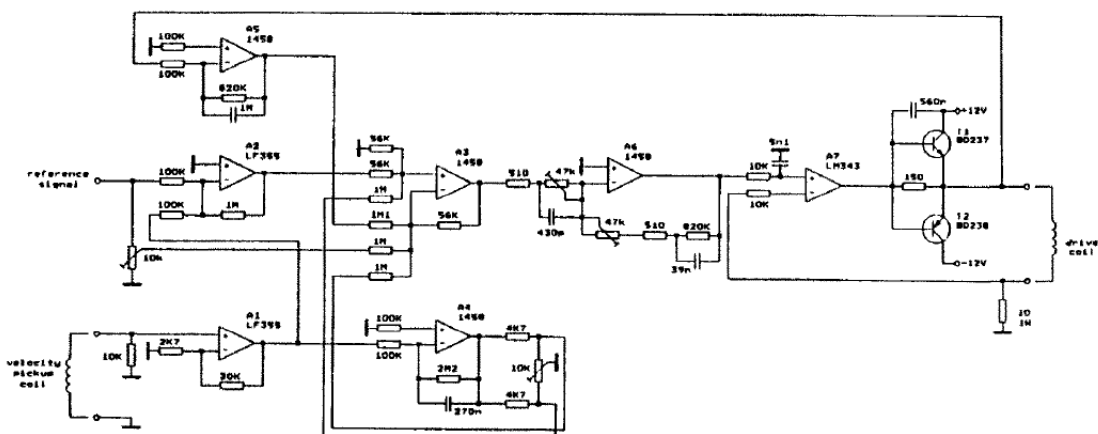 A5
1458
100K
100K
820K
1M
560p
+12V
T1
BD237
5n1
A2
LF355
56K
A3
1458
A6
1458
A7
LM343
reference
signal
100K
56K
510
47k
10K
150
100K
1M
1M
10K
T2
BD238
1M1
56K
430p
47k
510
820K
10k
1M
39n
-12V
drive
coil
1M
A1
LF355
A4
1458
10
1W
100K
4K7
velocity
pickup
coil
10K
2K7
100K
30K
2M2
10K
4K7
270n